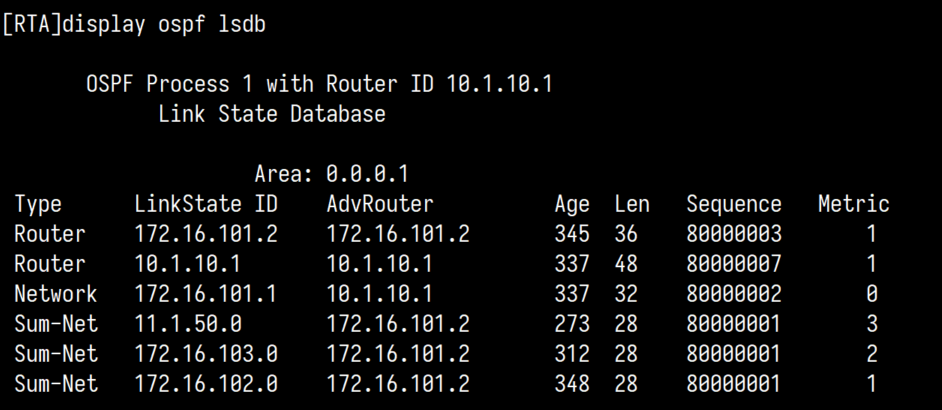 [RTA]display ospf lsdb
OSPF Process 1 with Router ID 10.1.10.1
Link State Database
Area: 0.0.0.1
Type LinkState ID AdvRouter Age Len Sequence Metric
Router 172.16.101.2 172.16.101.2 345 36 80000003 1
Router 10.1.10.1 10.1.10.1 337 48 80000007 1
Network 172.16.101.1 10.1.10.1 337 32 80000002 0
Sum-Net 11.1.50.0 172.16.101.2 273 28 80000001 3
Sum-Net 172.16.103.0 172.16.101.2 312 28 80000001 2
Sum-Net 172.16.102.0 172.16.101.2 348 28 80000001 1